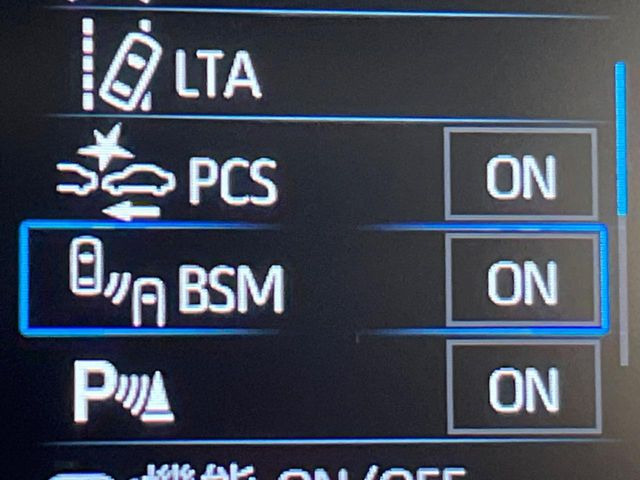 LTA
PCS ON
BSM ON
P ON
機能 ON/OFF